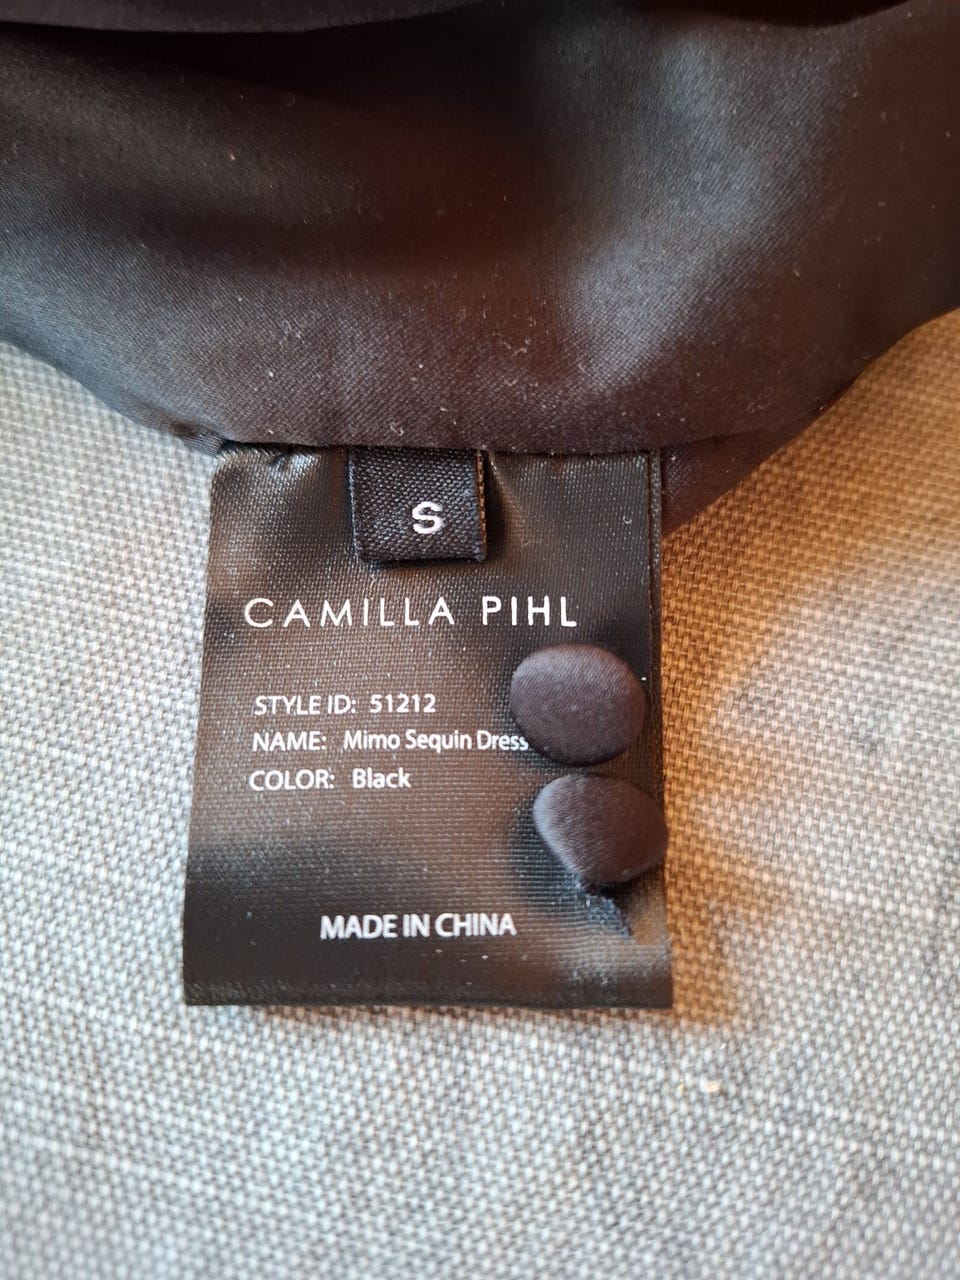 S
CAMILLA PIHL
STYLE ID: 51212
NAME: Mimo Sequin Dress
COLOR: Black
MADE IN CHINA